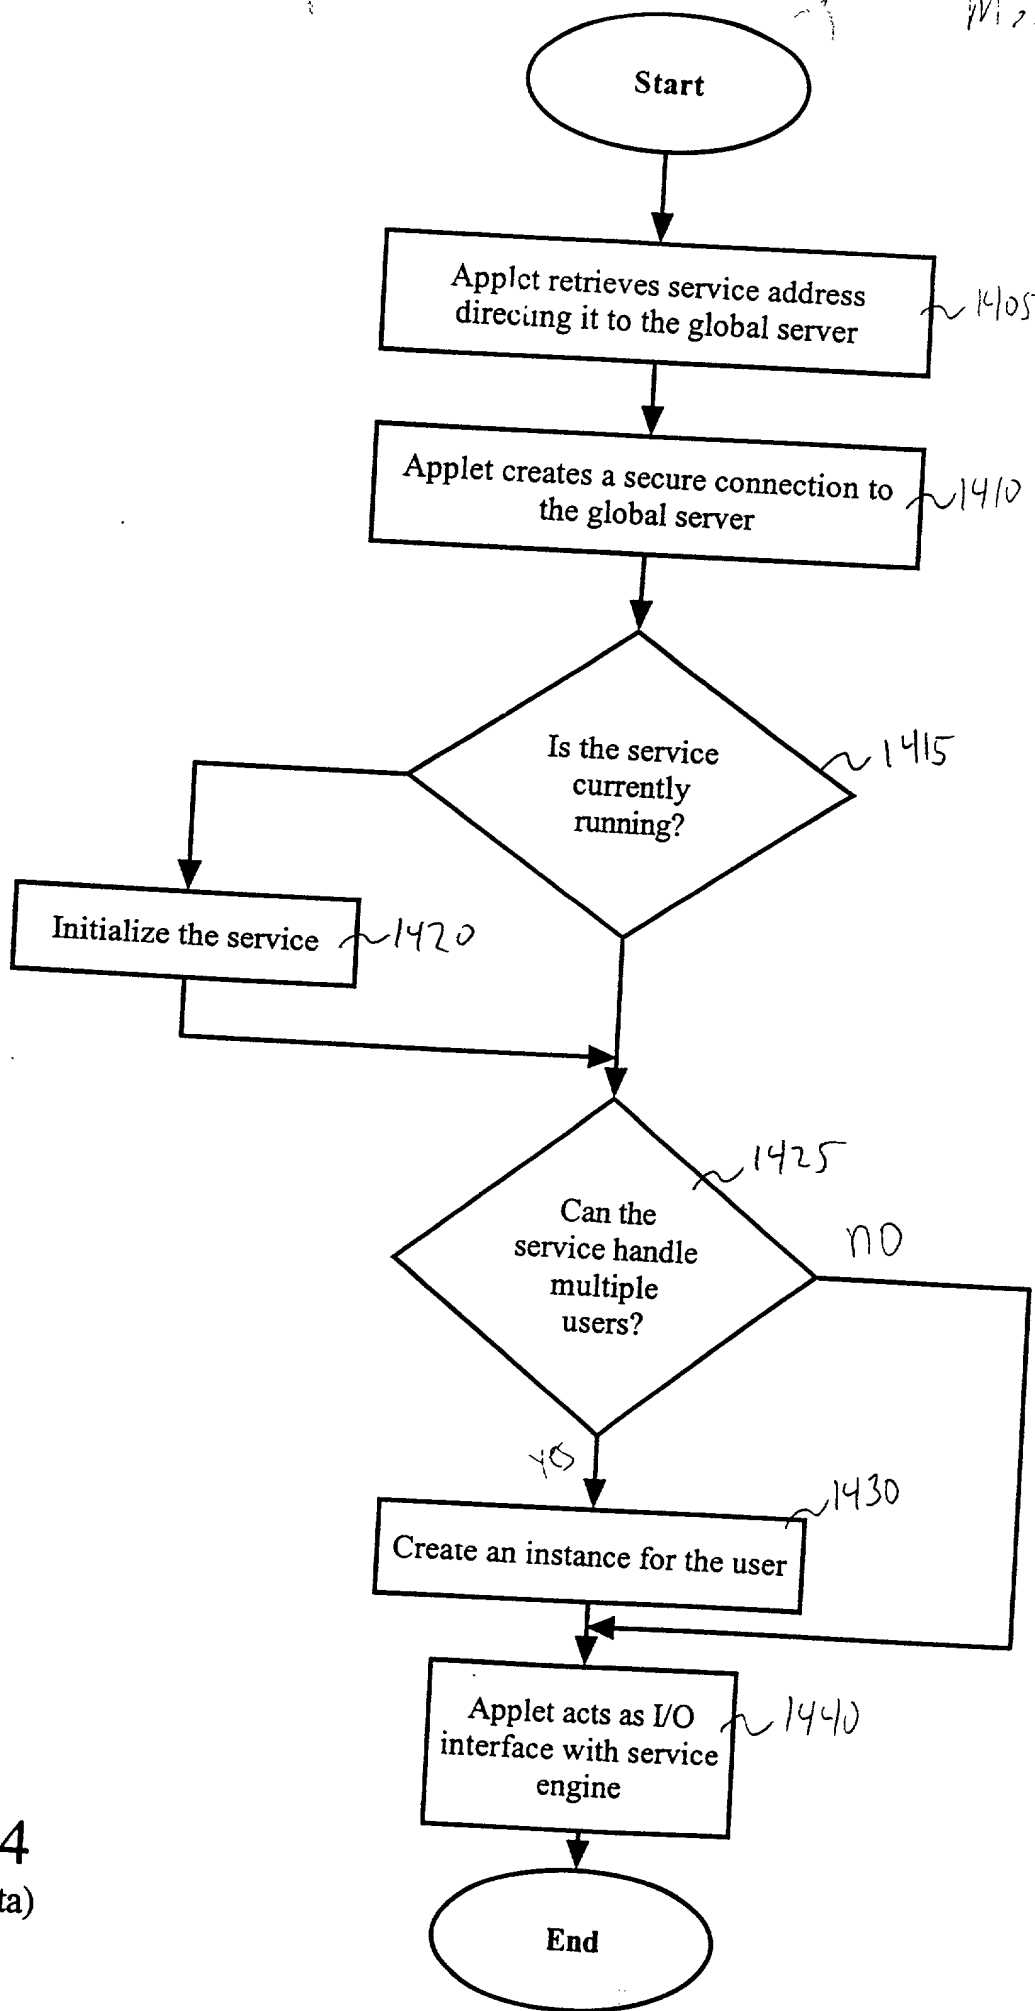 Start
Applet retrieves service address
directing it to the global server
1405
Applet creates a secure connection to
the global server
1410
Is the service
currently
running?
1415
Initialize the service
1420
Can the
service handle
multiple
users?
1425
no
yes
Create an instance for the user
1430
Applet acts as I/O
interface with service
engine
1440
4
ta)
End